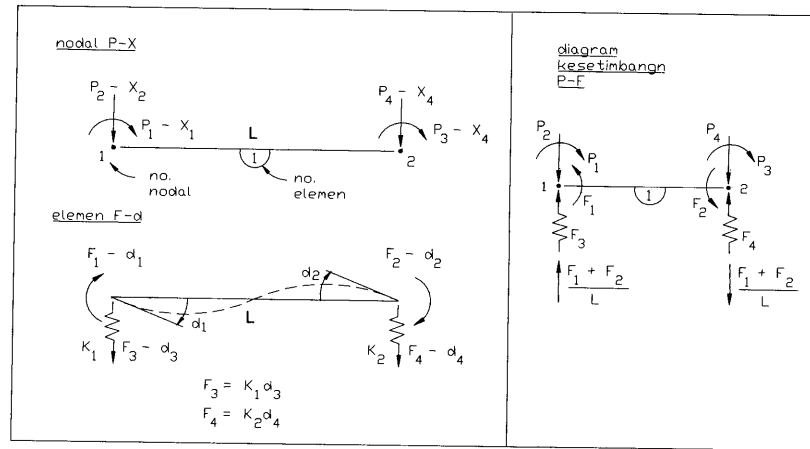 nodal P-X
P2 - X2
P4 - X4
P1 - X1
L
P3 - X4
1
1
2
no.
nodal
no.
elemen
elemen F-d
F1 - d1
F2 - d2
d2
d1
L
K1
F3 - d3
K2
F4 - d4
F3 = K1d3
F4 = K2d4
diagram
kesetimbangn
P-F
P2
P1
P4
P3
1
1
2
F1
F2
F3
F4
F1 + F2
L
F1 + F2
L